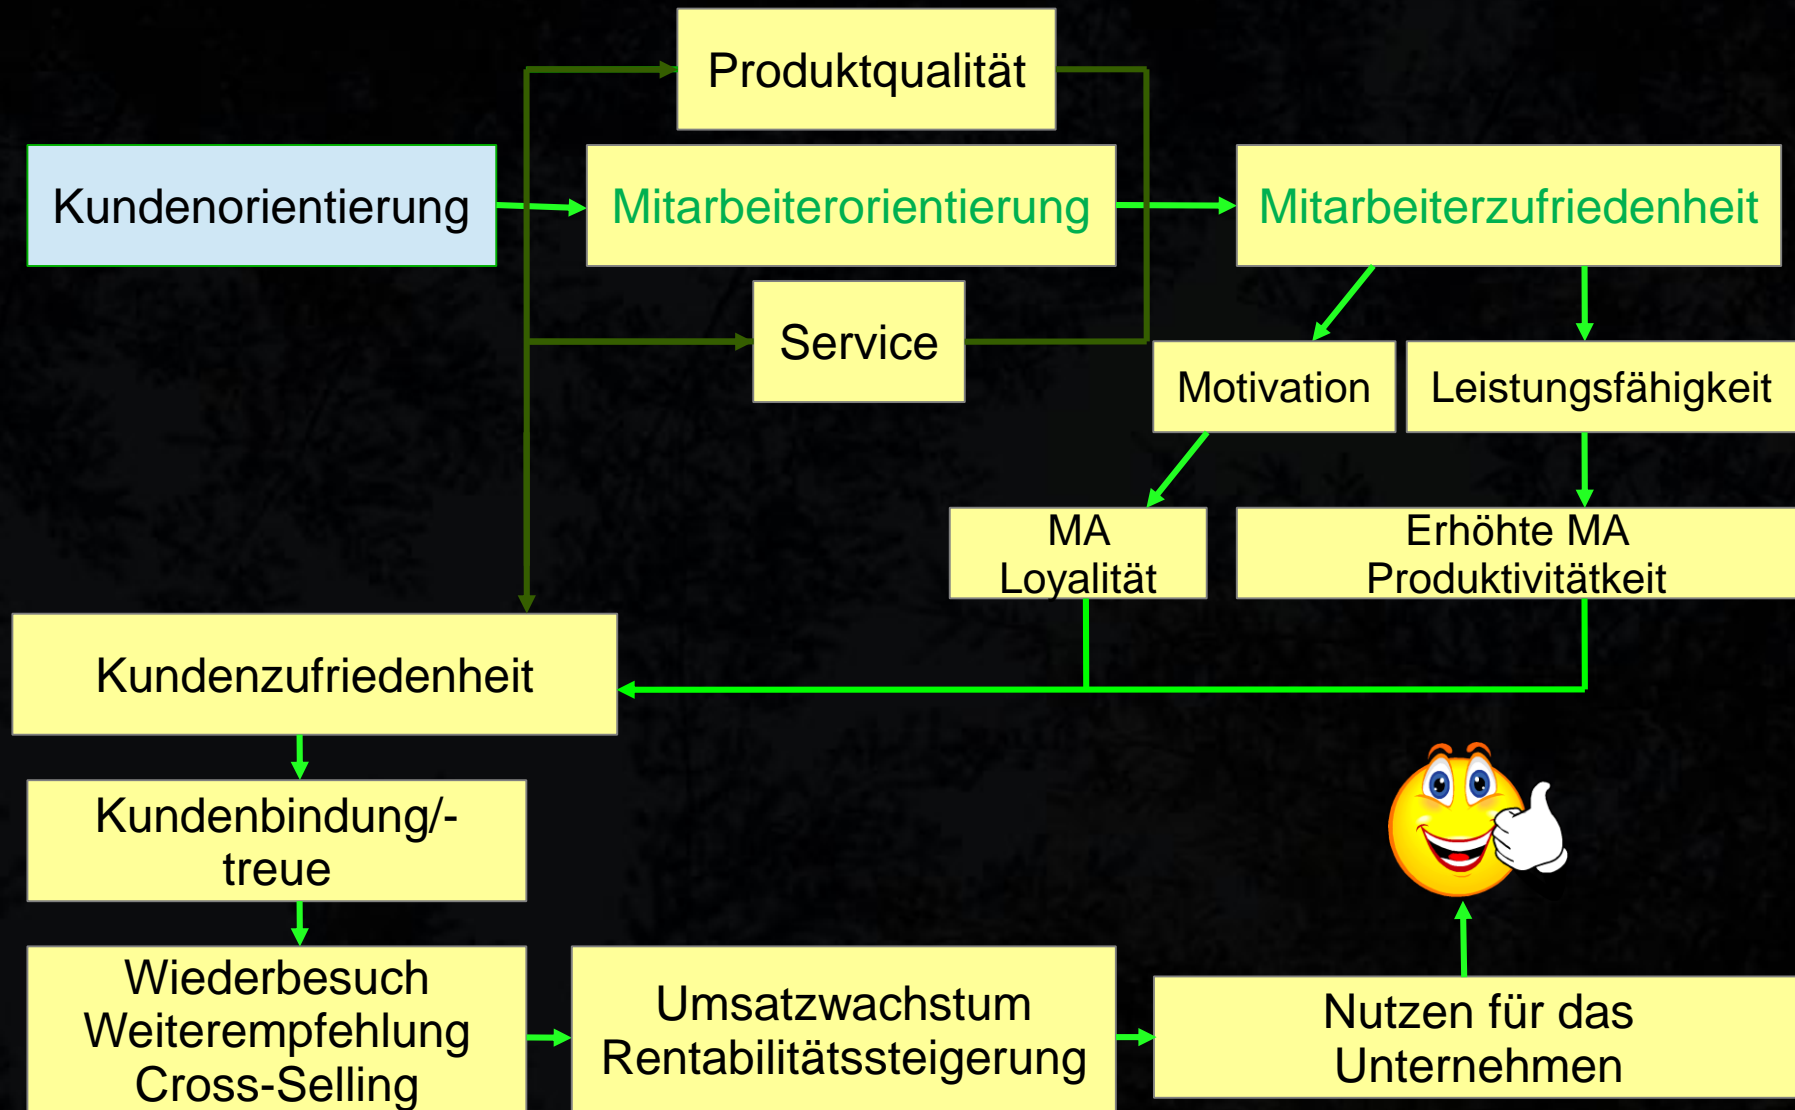 Produktqualität
Kundenorientierung
Mitarbeiterorientierung
Mitarbeiterzufriedenheit
Service
Motivation
Leistungsfähigkeit
MA
Loyalität
Erhöhte MA
Produktivitätkeit
Kundenzufriedenheit
Kundenbindung/-
treue
Wiederbesuch
Weiterempfehlung
Cross-Selling
Umsatzwachstum
Rentabilitätssteigerung
Nutzen für das
Unternehmen